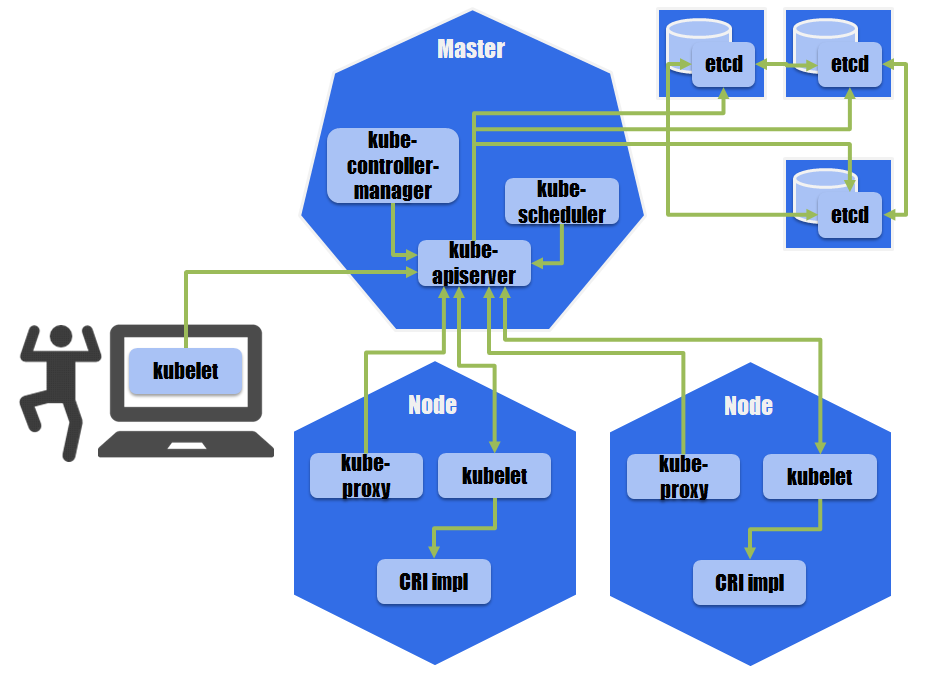 Master
etcd
etcd
kube-
controller-
manager
kube-
scheduler
etcd
kube-
apiserver
kubelet
Node
Node
kube-
proxy
kubelet
kube-
proxy
kubelet
CRI impl
CRI impl